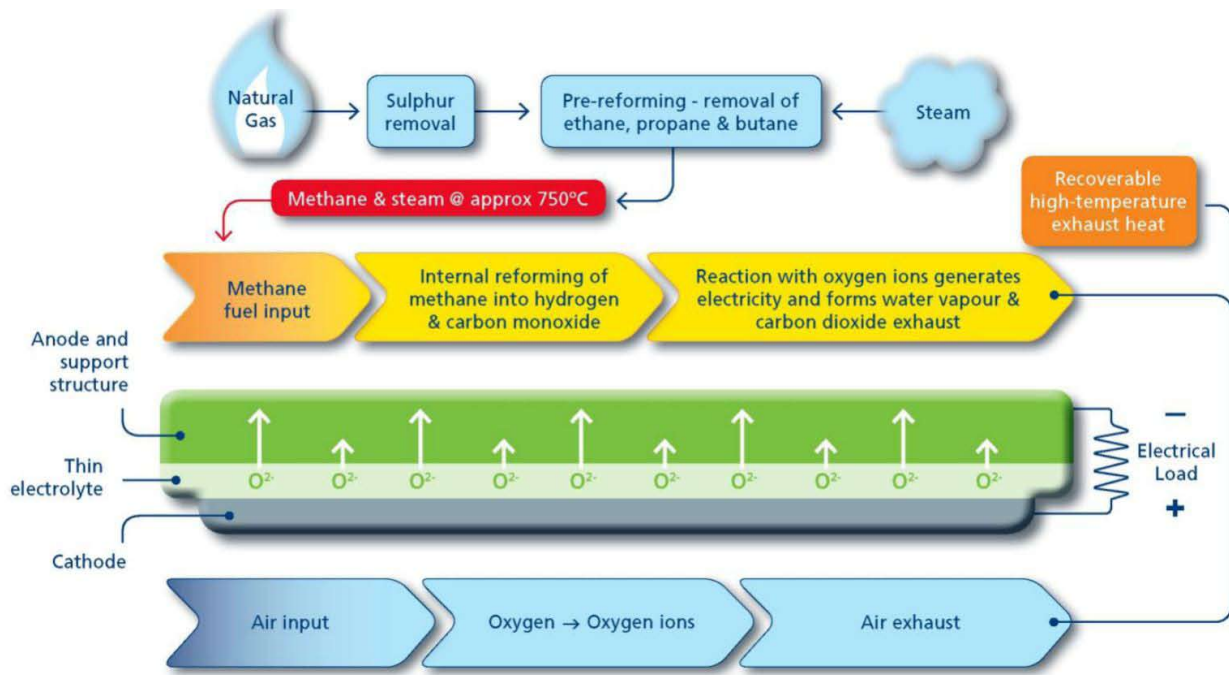 Natural
Gas
Sulphur
removal
Pre-reforming - removal of
ethane, propane & butane
Steam
Methane & steam @ approx 750ºC
Recoverable
high-temperature
exhaust heat
Methane
fuel input
Internal reforming of
methane into hydrogen
& carbon monoxide
Reaction with oxygen ions generates
electricity and forms water vapour &
carbon dioxide exhaust
Anode and
support
structure
Thin
electrolyte
Cathode
O²⁻ O²⁻ O²⁻ O²⁻ O²⁻ O²⁻ O²⁻ O²⁻ O²⁻ O²⁻
−
Electrical
Load
+
Air input
Oxygen → Oxygen ions
Air exhaust